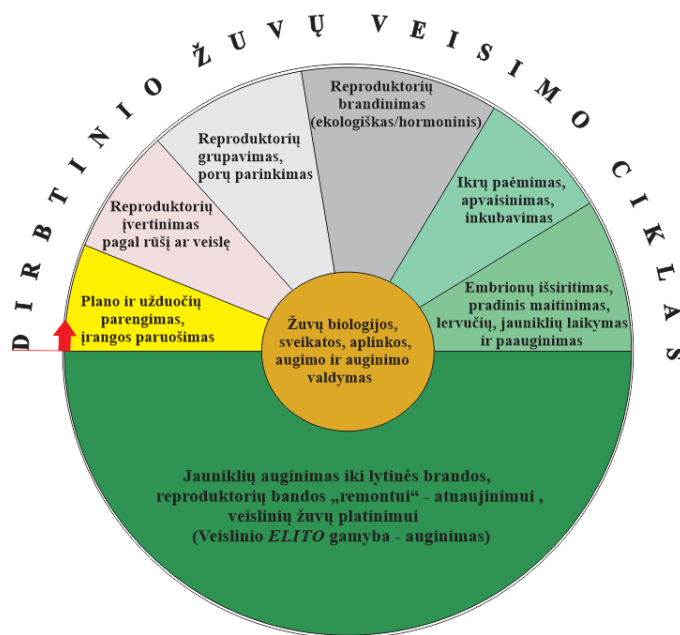 DIRBTINIO ŽUVŲ VEISIMO CIKLAS
Plano ir užduočių
parengimas,
įrangos paruošimas
Reproduktorių
įvertinimas
pagal rūšį ar veislę
Reproduktorių
grupavimas,
porų parinkimas
Reproduktorių
brandinimas
(ekologiškas/hormoninis)
Ikrų paėmimas,
apvaisinimas,
inkubavimas
Embrionų išsiritimas,
pradinis maitinimas,
lervučių, jauniklių laikymas
ir paauginimas
Žuvų biologijos,
sveikatos, aplinkos,
augimo ir auginimo
valdymas
Jauniklių auginimas iki lytinės brandos,
reproduktorių bandos „remontui" - atnaujinimui ,
veislinių žuvų platinimui
(Veislinio ELITO gamyba - auginimas)